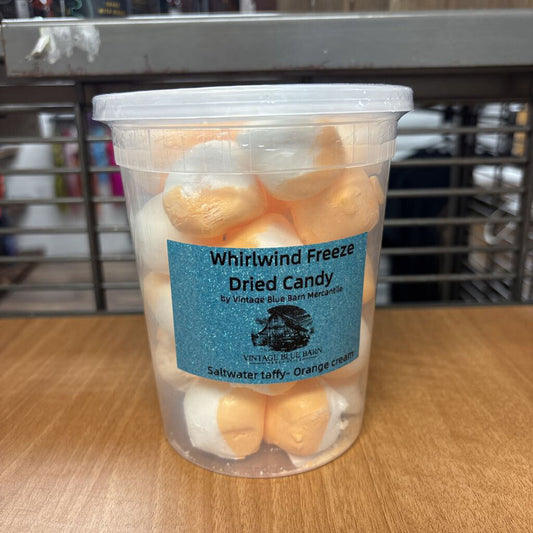 Whirlwind Freeze
Dried Candy
by Vintage Blue Barn Mercantile
VINTAGE BLUE BARN
Saltwater taffy- Orange cream